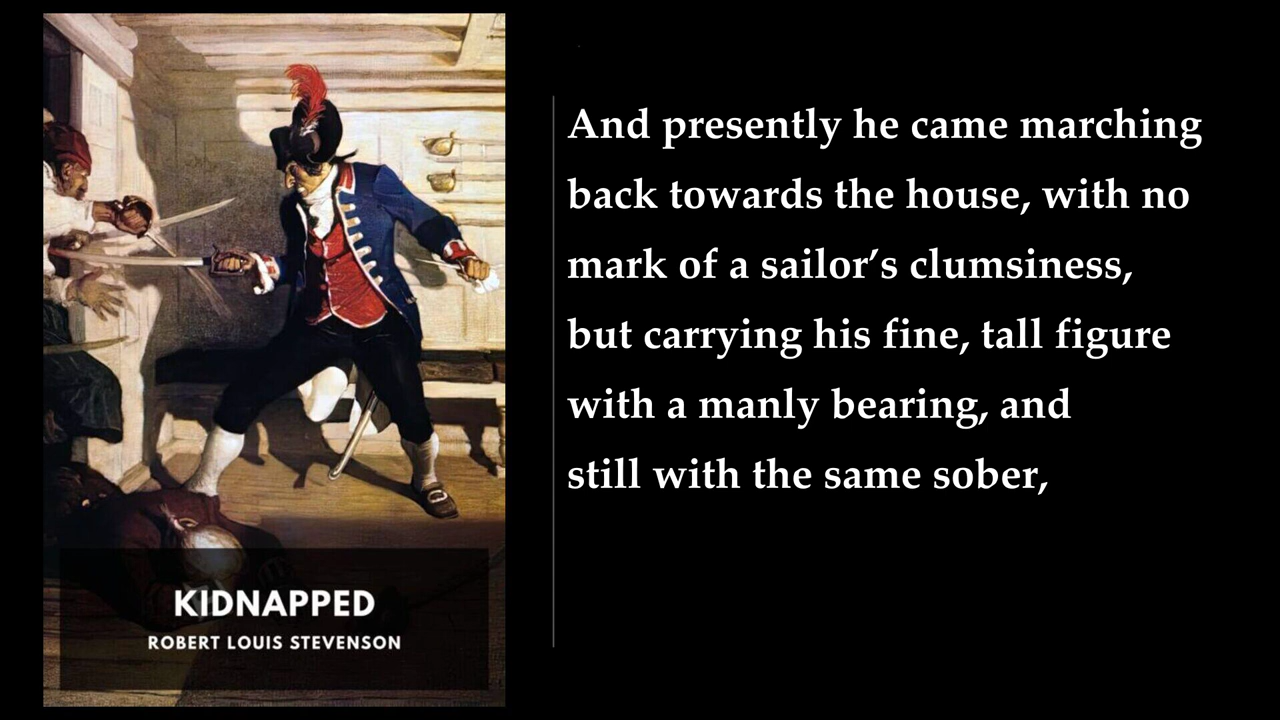 KIDNAPPED
ROBERT LOUIS STEVENSON
And presently he came marching
back towards the house, with no
mark of a sailor’s clumsiness,
but carrying his fine, tall figure
with a manly bearing, and
still with the same sober,